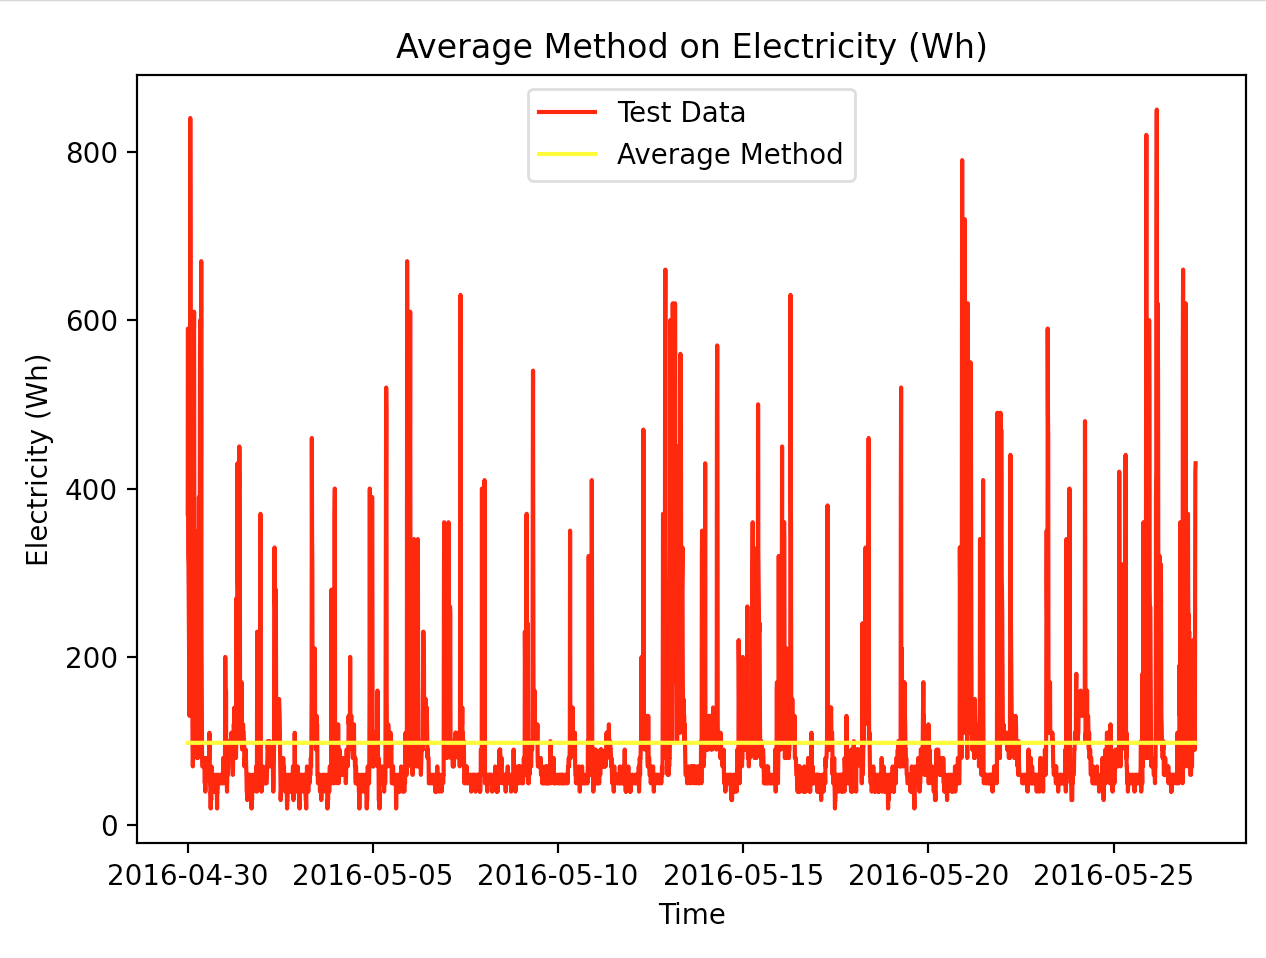 Average Method on Electricity (Wh)
Test Data
Average Method
800
600
400
200
0
Electricity (Wh)
2016-04-30 2016-05-05 2016-05-10 2016-05-15 2016-05-20 2016-05-25
Time